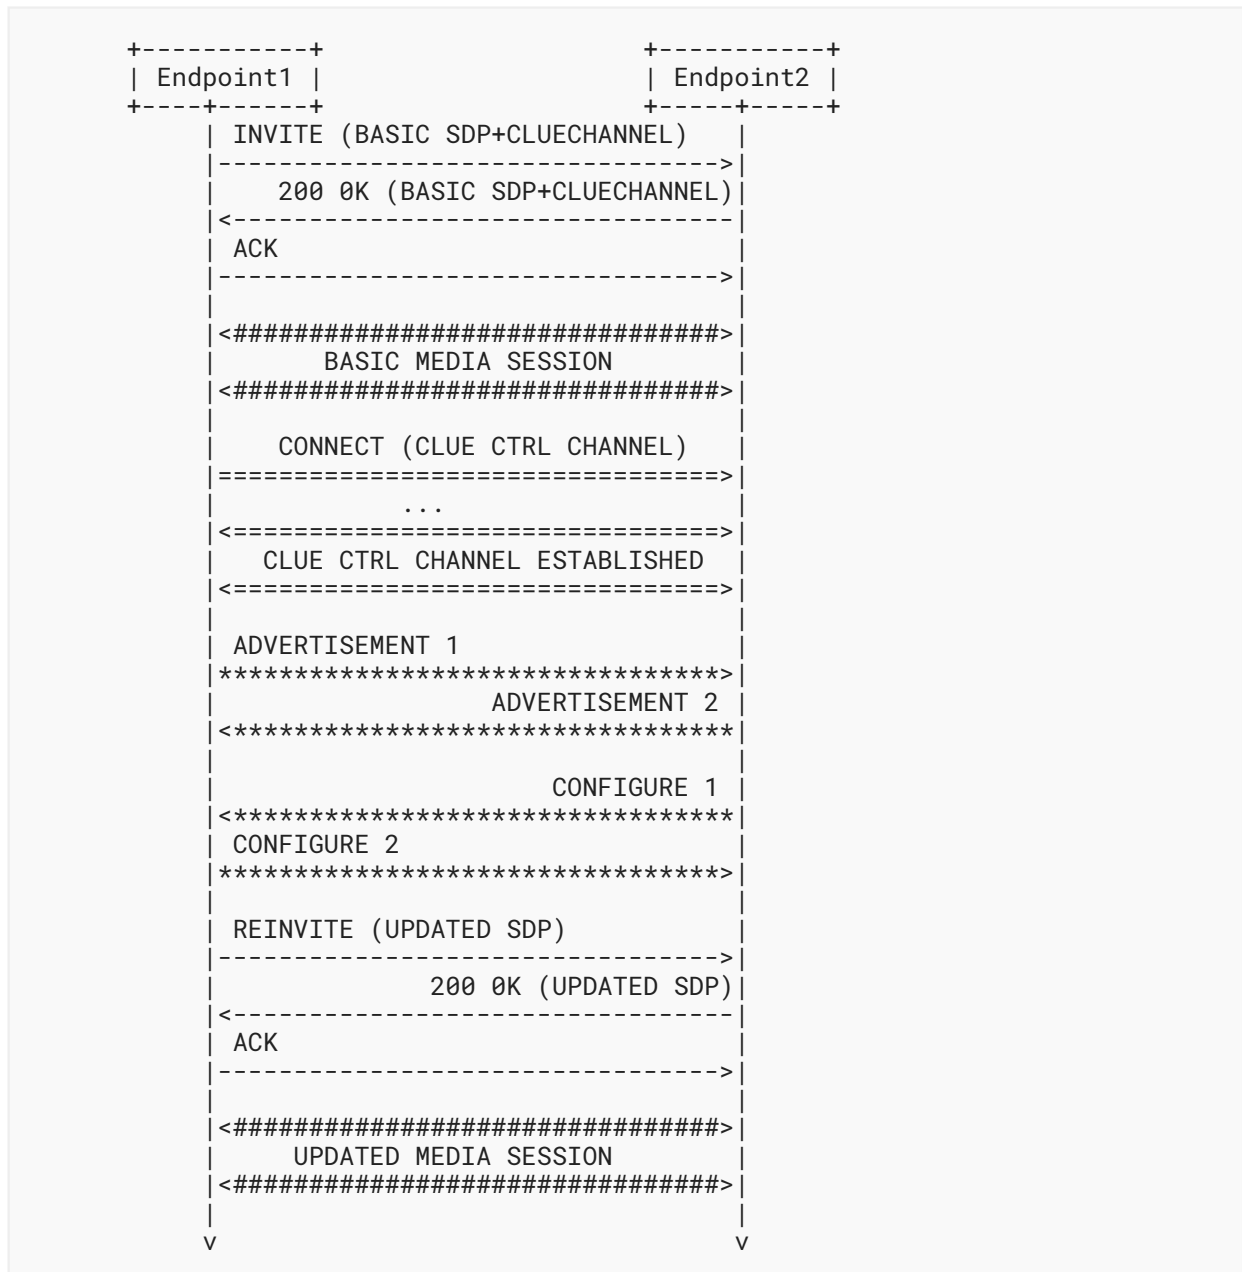 +-----------+                     +-----------+
| Endpoint1 |                     | Endpoint2 |
+----+------+                     +-----+-----+
     | INVITE (BASIC SDP+CLUECHANNEL)   |
     |--------------------------------->|
     |    200 0K (BASIC SDP+CLUECHANNEL)|
     |<---------------------------------|
     | ACK                              |
     |--------------------------------->|
     |                                  |
     |<################################>|
     |       BASIC MEDIA SESSION        |
     |<################################>|
     |                                  |
     |    CONNECT (CLUE CTRL CHANNEL)   |
     |=================================>|
     |            ...                   |
     |<================================>|
     |   CLUE CTRL CHANNEL ESTABLISHED  |
     |<================================>|
     |                                  |
     | ADVERTISEMENT 1                  |
     |*********************************>|
     |                  ADVERTISEMENT 2 |
     |<*********************************|
     |                                  |
     |                      CONFIGURE 1 |
     |<*********************************|
     | CONFIGURE 2                      |
     |*********************************>|
     |                                  |
     | REINVITE (UPDATED SDP)           |
     |--------------------------------->|
     |              200 0K (UPDATED SDP)|
     |<---------------------------------|
     | ACK                              |
     |--------------------------------->|
     |                                  |
     |<################################>|
     |     UPDATED MEDIA SESSION        |
     |<################################>|
     |                                  |
     v                                  v